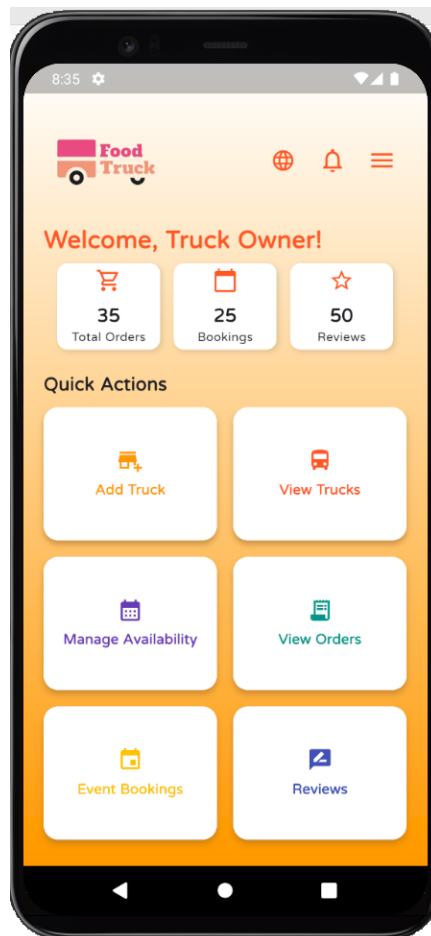 8:35
Food
Truck
Welcome, Truck Owner!
35 25 50
Total Orders Bookings Reviews
Quick Actions
Add Truck View Trucks
Manage Availability View Orders
Event Bookings Reviews